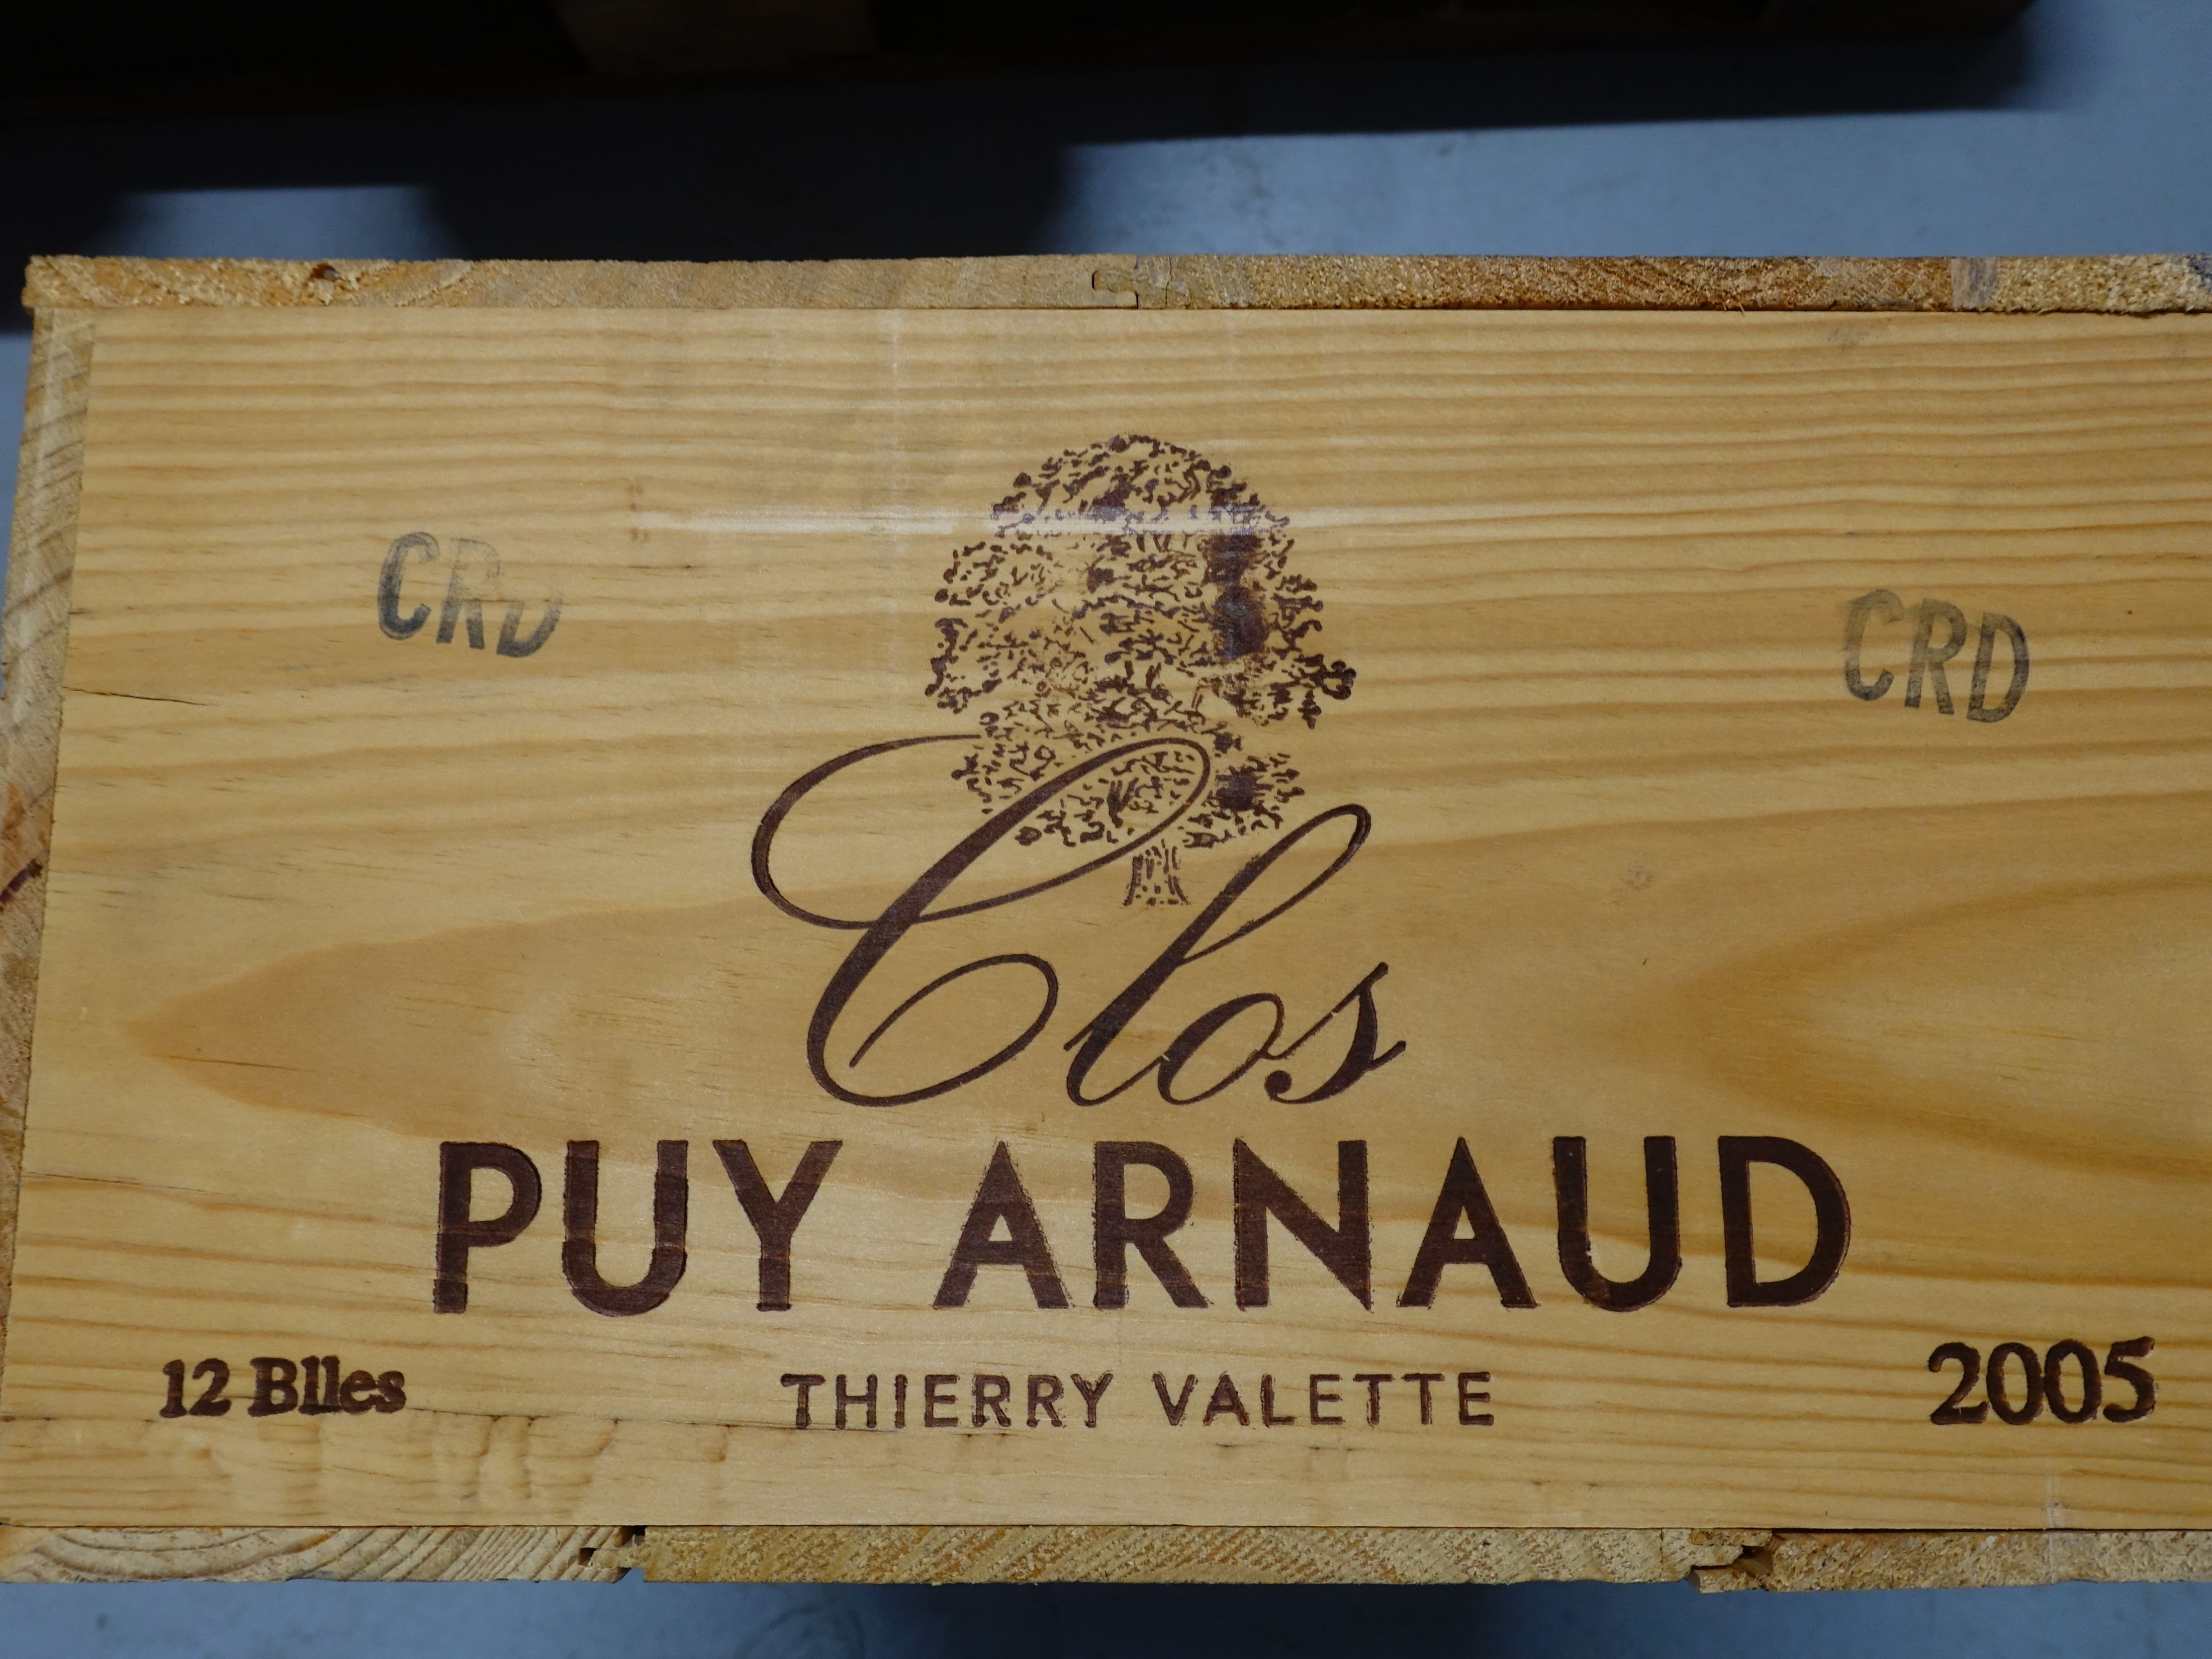 CRD
CRD
Clos
PUY ARNAUD
12 Blles
THIERRY VALETTE
2005